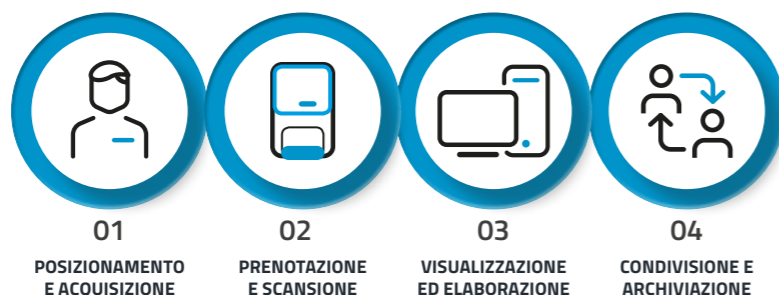 01
POSIZIONAMENTO
E ACQUISIZIONE
02
PRENOTAZIONE
E SCANSIONE
03
VISUALIZZAZIONE
ED ELABORAZIONE
04
CONDIVISIONE E
ARCHIVIAZIONE